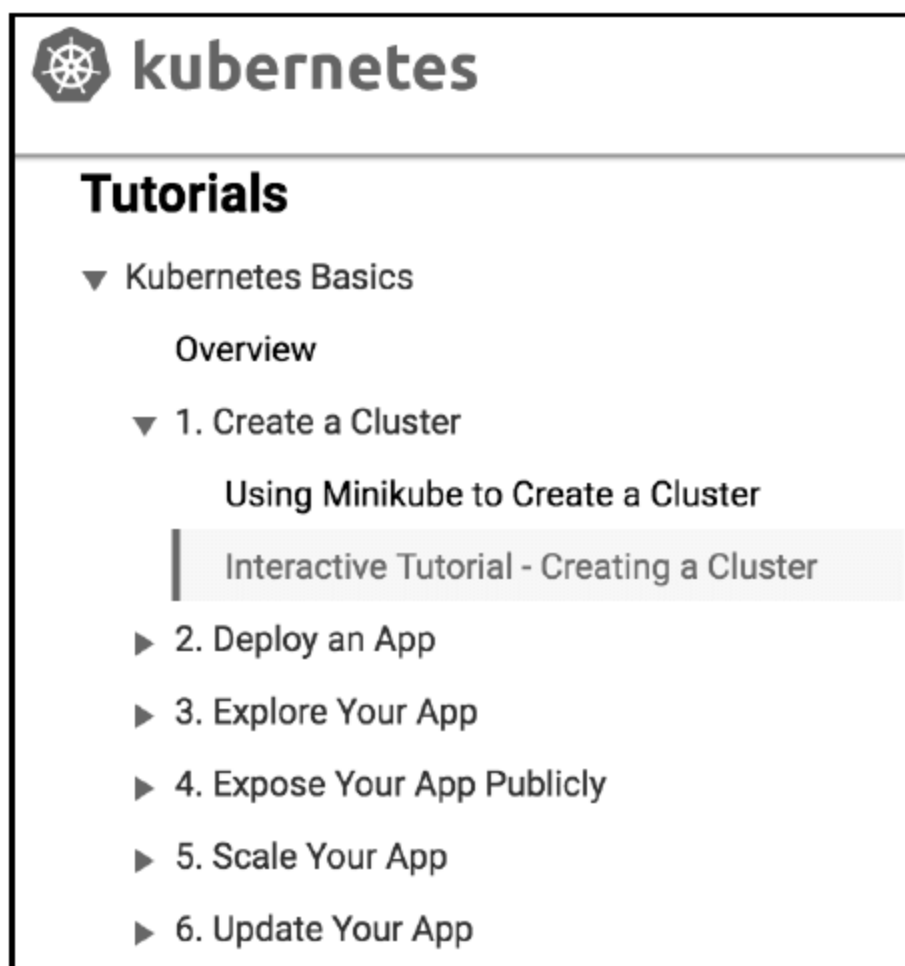 kubernetes
Tutorials
Kubernetes Basics
Overview
1. Create a Cluster
Using Minikube to Create a Cluster
Interactive Tutorial - Creating a Cluster
2. Deploy an App
3. Explore Your App
4. Expose Your App Publicly
5. Scale Your App
6. Update Your App